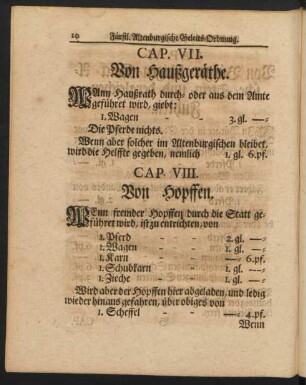 10 Fürstl. Altenburgische Geleits-Ordnung.
CAP. VII.
Von Haußgeräthe.
WAnn Haußrath durch- oder aus dem Amte
geführet wird, giebt:
1. Wagen - 3. gl. —:
Die Pferde nichts.
Wenn aber solcher im Altenburgischen bleibet,
wird die Helffte gegeben, nemlich 1. gl. 6. pf.
CAP. VIII.
Von Hopffen.
WEnn fremder Hopffen durch die Statt ge-
führet wird, ist zu entrichten, von
1. Pferd - - 2. gl. —:
1. Wagen - - 1. gl. —:
1. Karn - - —: 6. pf.
1. Schubkarn - - 1. gl. —:
1. Zieche - - 1. gl. —:
Wird aber der Hopffen hier abgeladen, und ledig
wieder hinaus gefahren, über obiges von
1. Scheffel - - —: 4. pf.
Wenn